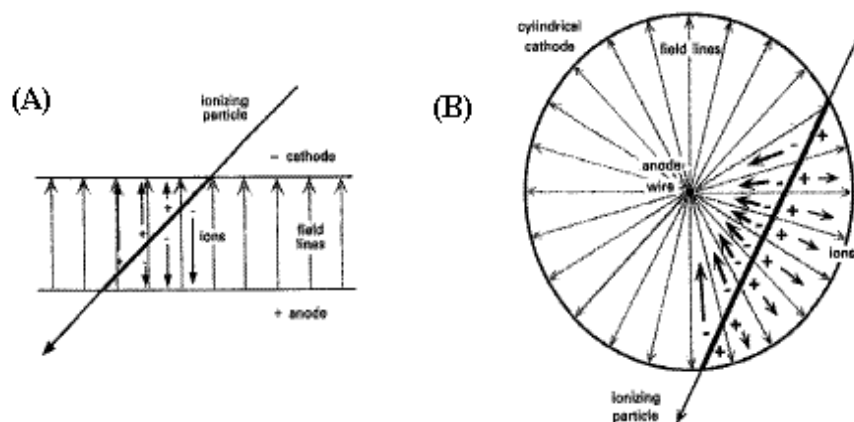 (A)
ionizing
particle
- cathode
ions
field
lines
+ anode
(B)
cylindrical
cathode
field lines
anode
wire
ions
ionizing
particle